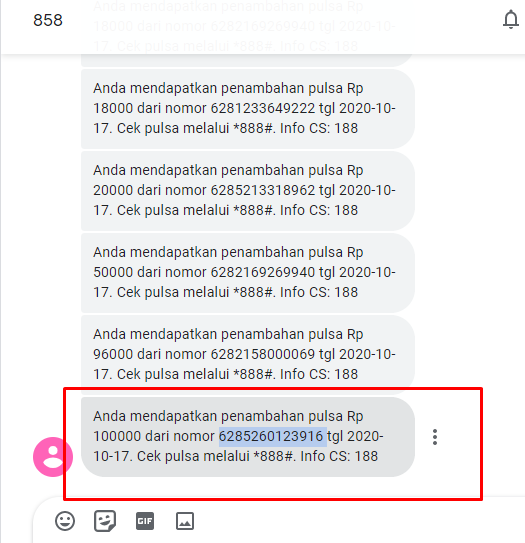 858
Anda mendapatkan penambahan pulsa Rp
18000 dari nomor 6282169269940 tgl 2020-10-
17. Cek pulsa melalui *888#. Info CS: 188
Anda mendapatkan penambahan pulsa Rp
18000 dari nomor 6281233649222 tgl 2020-10-
17. Cek pulsa melalui *888#. Info CS: 188
Anda mendapatkan penambahan pulsa Rp
20000 dari nomor 6285213318962 tgl 2020-10-
17. Cek pulsa melalui *888#. Info CS: 188
Anda mendapatkan penambahan pulsa Rp
50000 dari nomor 6282169269940 tgl 2020-10-
17. Cek pulsa melalui *888#. Info CS: 188
Anda mendapatkan penambahan pulsa Rp
96000 dari nomor 6282158000069 tgl 2020-10-
17. Cek pulsa melalui *888#. Info CS: 188
Anda mendapatkan penambahan pulsa Rp
100000 dari nomor 6285260123916 tgl 2020-
10-17. Cek pulsa melalui *888#. Info CS: 188
GIF